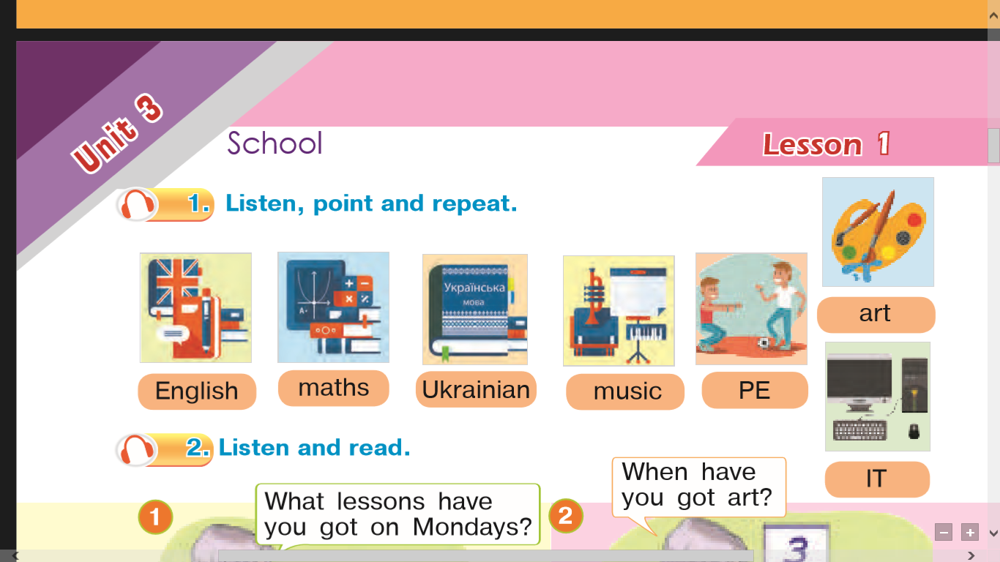 Unit 3
School
Lesson 1
1. Listen, point and repeat.
Українська
мова
English
maths
Ukrainian
music
PE
art
IT
2. Listen and read.
1
What lessons have
you got on Mondays?
2
When have
you got art?
3